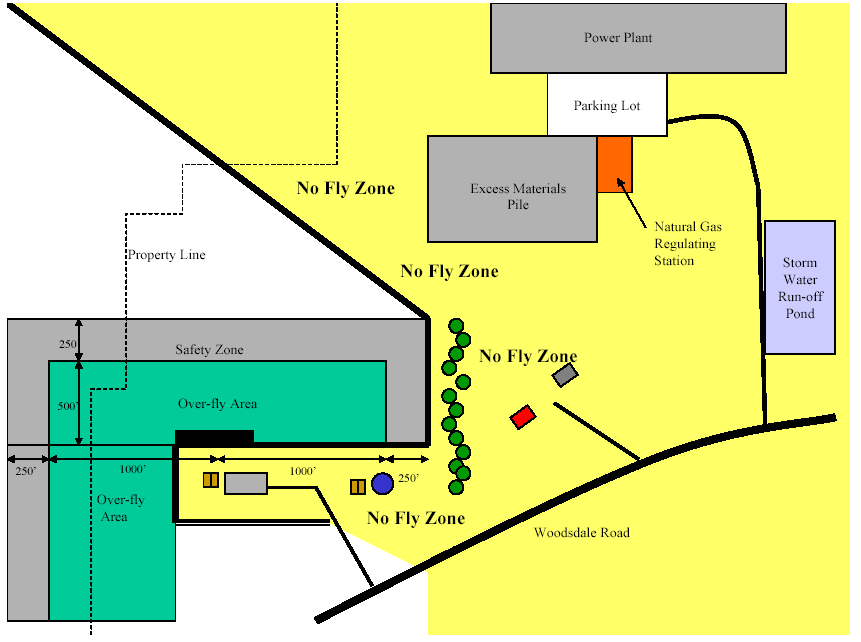 Power Plant
Parking Lot
No Fly Zone
Excess Materials
Pile
Natural Gas
Regulating
Station
Property Line
No Fly Zone
Storm
Water
Run-off
Pond
250'
Safety Zone
No Fly Zone
500'
Over-fly Area
250'
1000'
1000'
250'
Over-fly
Area
No Fly Zone
Woodsdale Road